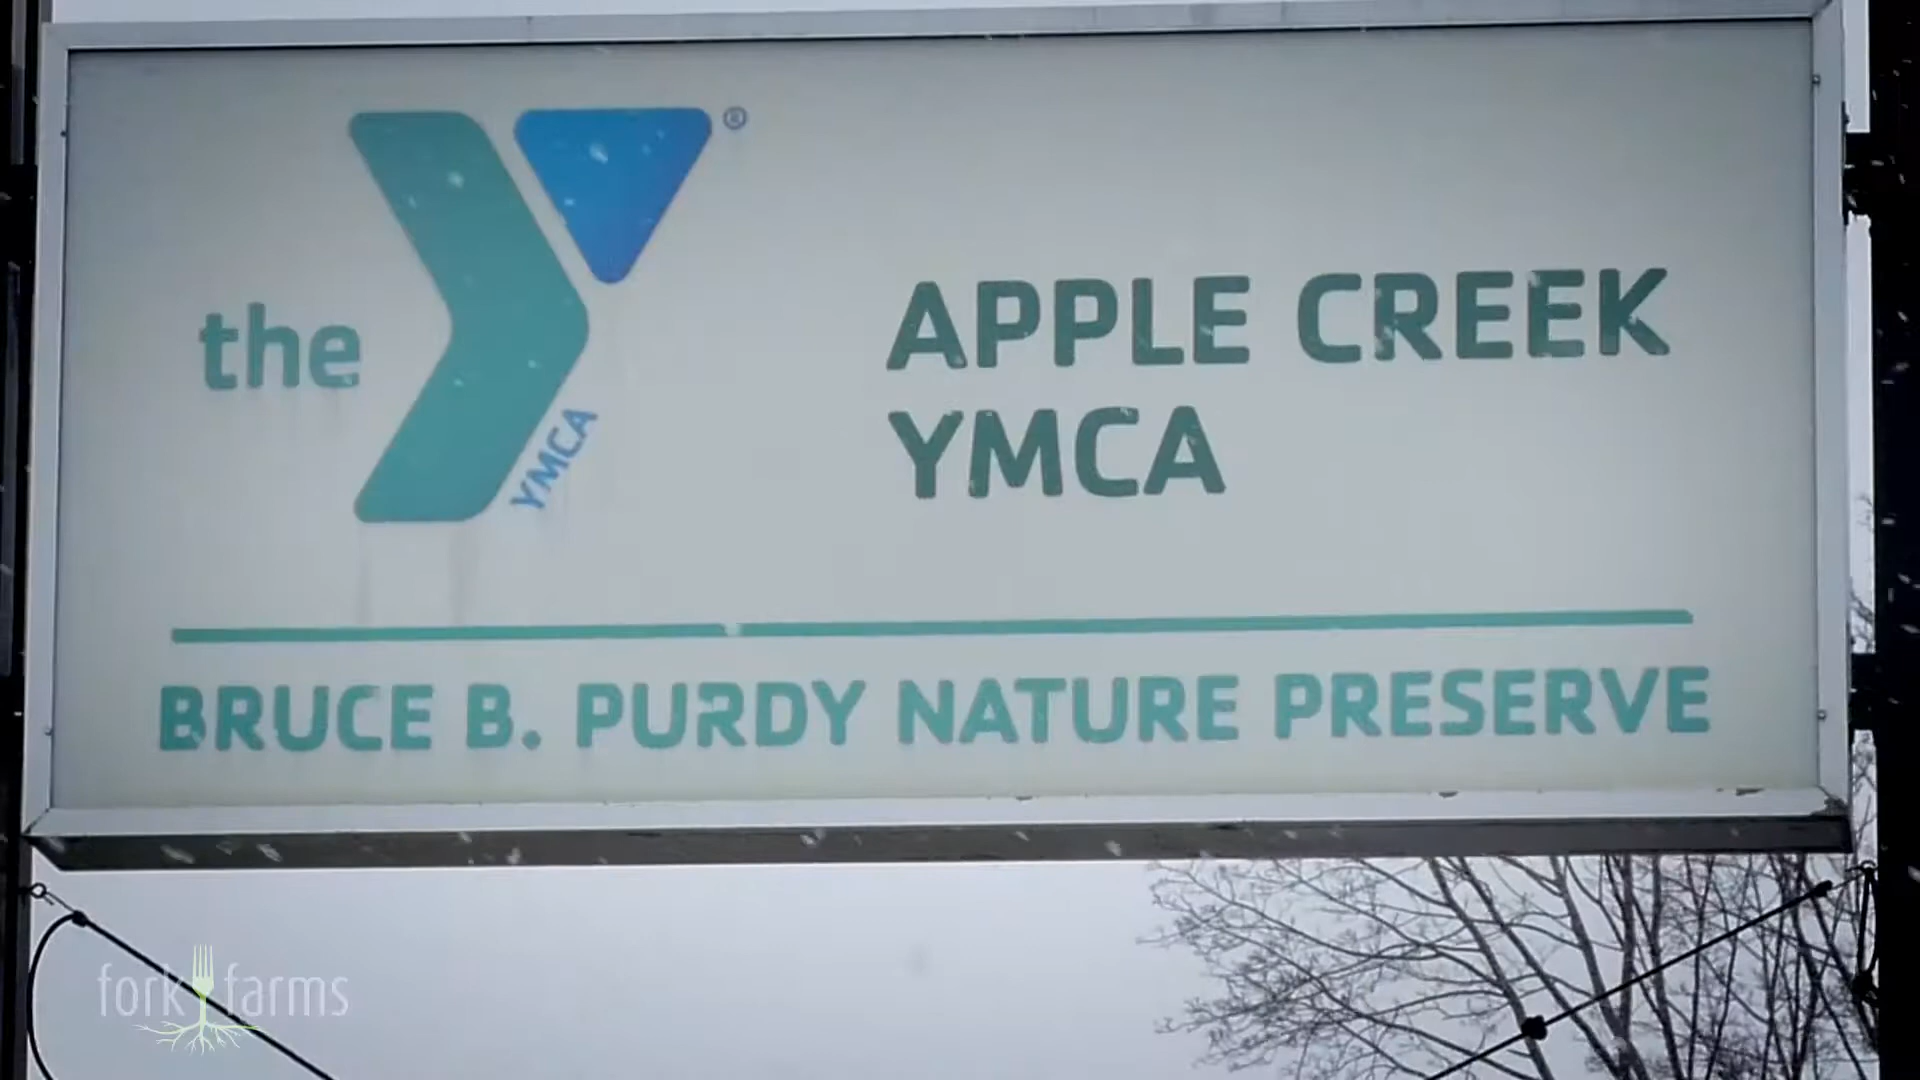 the
YMCA
®
APPLE CREEK
YMCA
BRUCE B. PURDY NATURE PRESERVE
fork farms